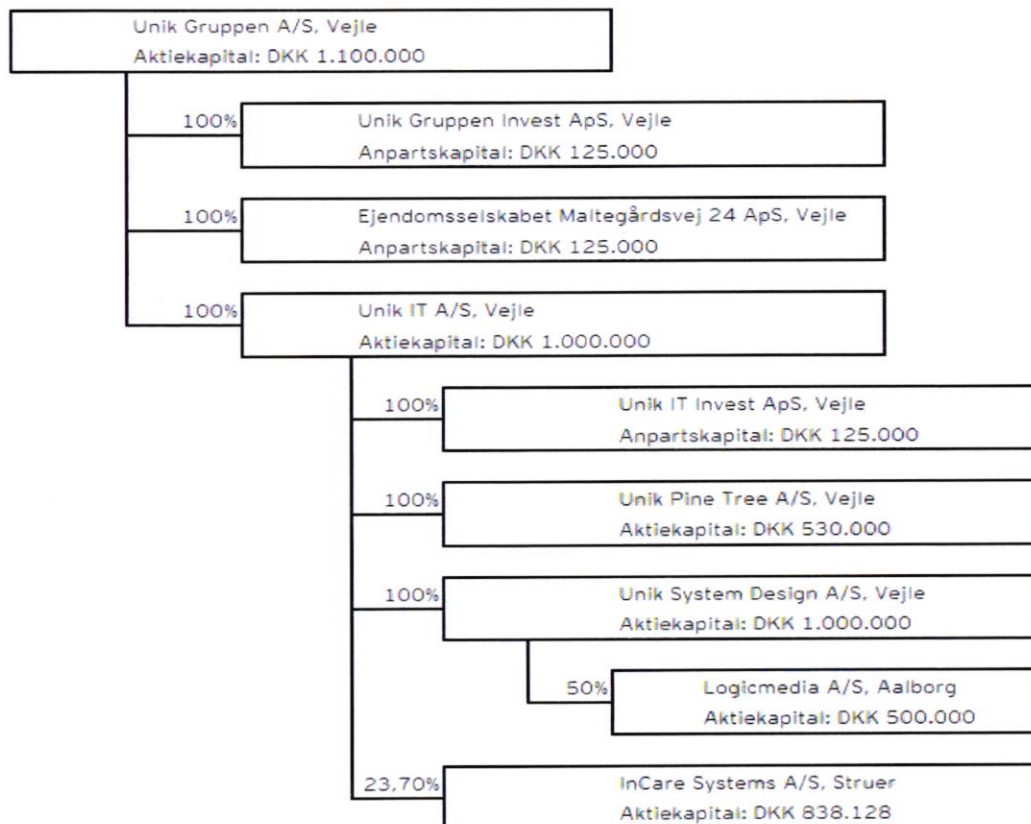 Unik Gruppen A/S, Vejle
Aktiekapital: DKK 1.100.000
100%
Unik Gruppen Invest ApS, Vejle
Anpartskapital: DKK 125.000
100%
Ejendomsselskabet Maltegårdsvej 24 ApS, Vejle
Anpartskapital: DKK 125.000
100%
Unik IT A/S, Vejle
Aktiekapital: DKK 1.000.000
100%
Unik IT Invest ApS, Vejle
Anpartskapital: DKK 125.000
100%
Unik Pine Tree A/S, Vejle
Aktiekapital: DKK 530.000
100%
Unik System Design A/S, Vejle
Aktiekapital: DKK 1.000.000
50%
Logicmedia A/S, Aalborg
Aktiekapital: DKK 500.000
23,70%
InCare Systems A/S, Struer
Aktiekapital: DKK 838.128